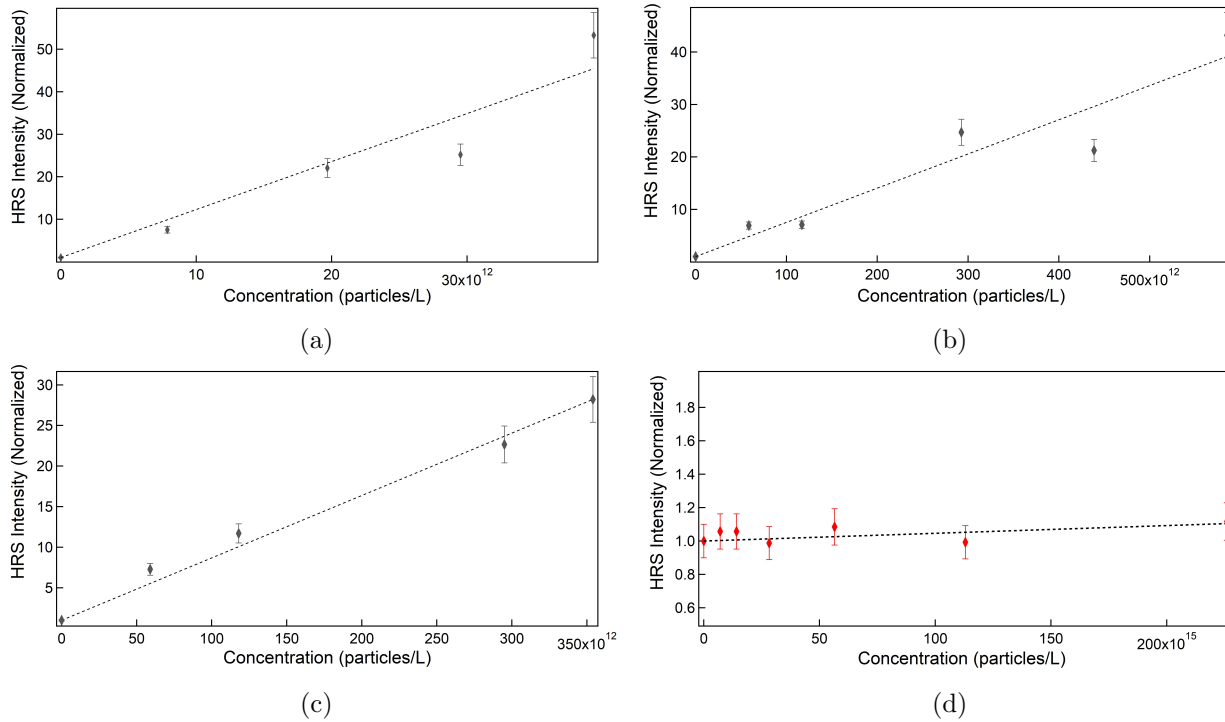 HRS Intensity (Normalized)
50
40
30
20
10
0
10
20
30x10¹²
Concentration (particles/L)
(a)
HRS Intensity (Normalized)
40
30
20
10
0
100
200
300
400
500x10¹²
Concentration (particles/L)
(b)
HRS Intensity (Normalized)
30
25
20
15
10
5
0
50
100
150
200
250
300
350x10¹²
Concentration (particles/L)
(c)
HRS Intensity (Normalized)
1.8
1.6
1.4
1.2
1.0
0.8
0.6
0
50
100
150
200x10¹⁵
Concentration (particles/L)
(d)